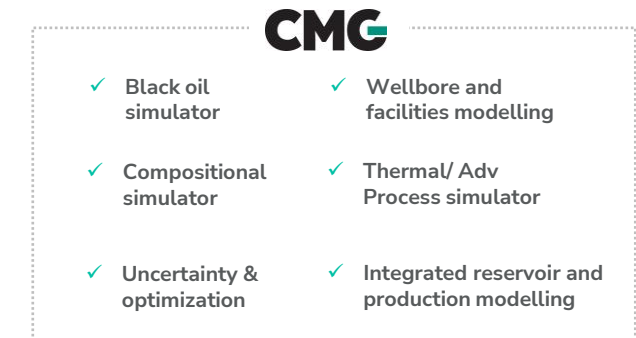 CMG
Black oil
simulator
Wellbore and
facilities modelling
Compositional
simulator
Thermal/ Adv
Process simulator
Uncertainty &
optimization
Integrated reservoir and
production modelling